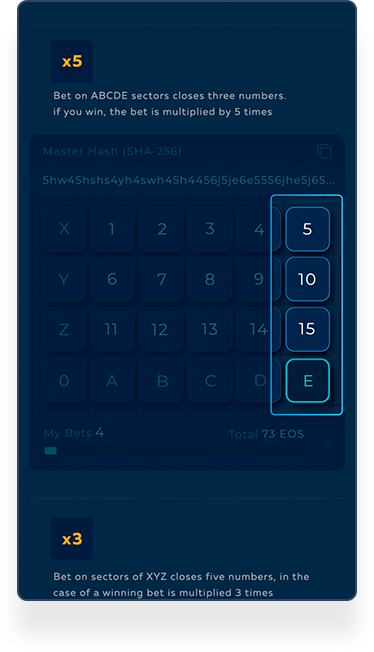 x5
Bet on ABCDE sectors closes three numbers.
if you win, the bet is multiplied by 5 times
Master Hash (SHA-256)
5hw45hshs4yh4swh45h4456j5je6e5556jhe5j65...
X 1 2 3 4 5
Y 6 7 8 9 10
Z 11 12 13 14 15
0 A B C D E
My Bets 4 Total 73 EOS
x3
Bet on sectors of XYZ closes five numbers, in the
case of a winning bet is multiplied 3 times